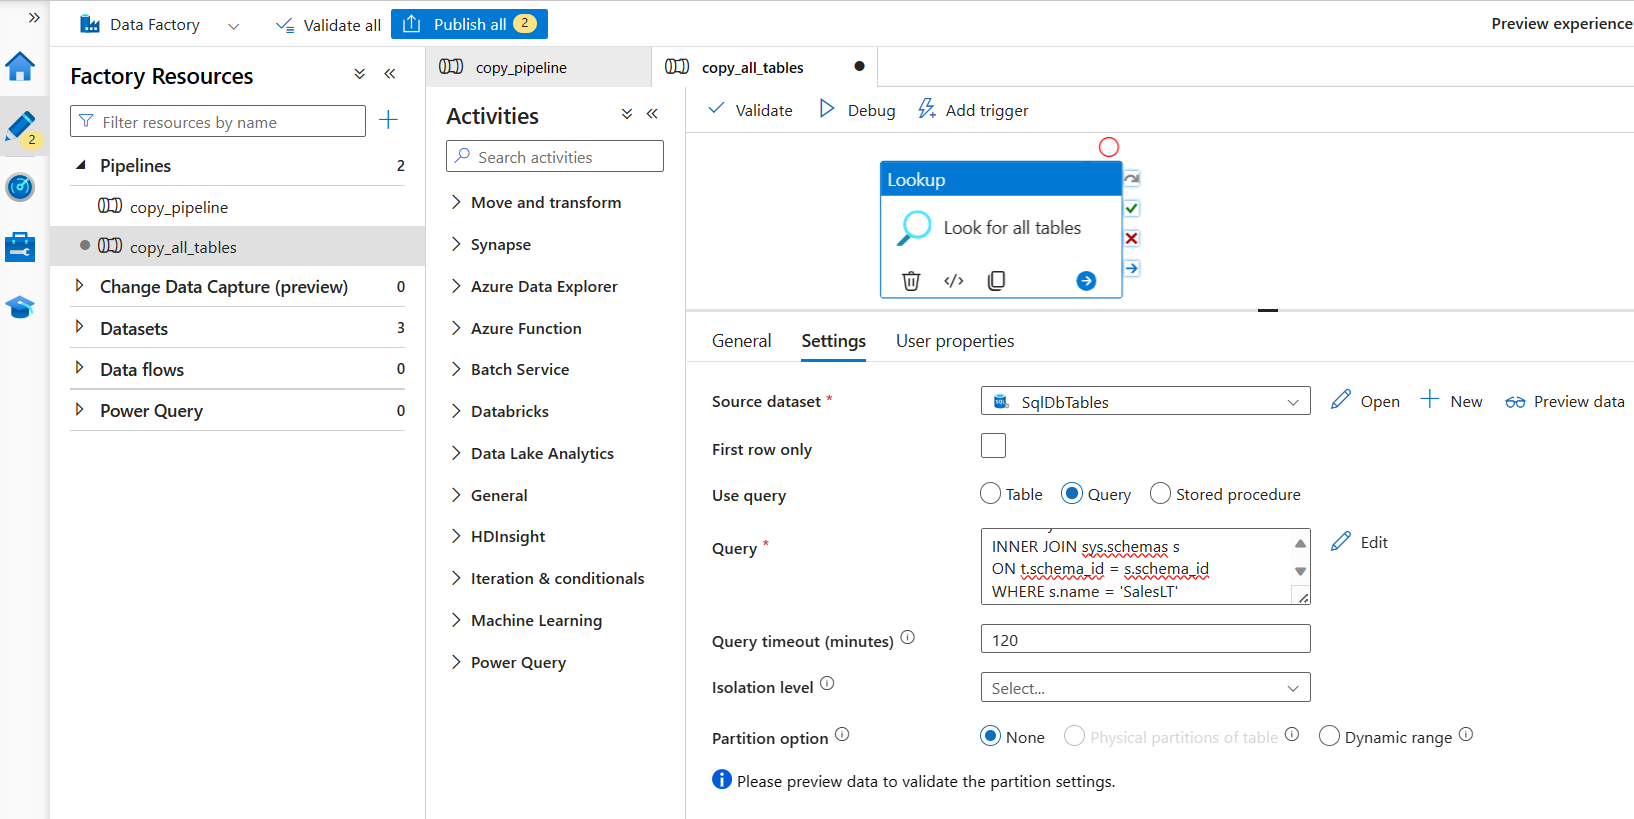 Data Factory
Validate all
Publish all 2
Preview experience
2
Factory Resources
Filter resources by name
Pipelines 2
copy_pipeline
copy_all_tables
Change Data Capture (preview) 0
Datasets 3
Data flows 0
Power Query 0
copy_pipeline
copy_all_tables
Activities
Search activities
Move and transform
Synapse
Azure Data Explorer
Azure Function
Batch Service
Databricks
Data Lake Analytics
General
HDInsight
Iteration & conditionals
Machine Learning
Power Query
Validate Debug Add trigger
Lookup
Look for all tables
General Settings User properties
Source dataset * SqlDbTables Open New Preview data
SQL
First row only
Use query Table Query Stored procedure
Query * Edit
INNER JOIN sys.schemas s
ON t.schema_id = s.schema_id
WHERE s.name = 'SalesLT'
Query timeout (minutes) 120
Isolation level Select...
Partition option None Physical partitions of table Dynamic range
Please preview data to validate the partition settings.